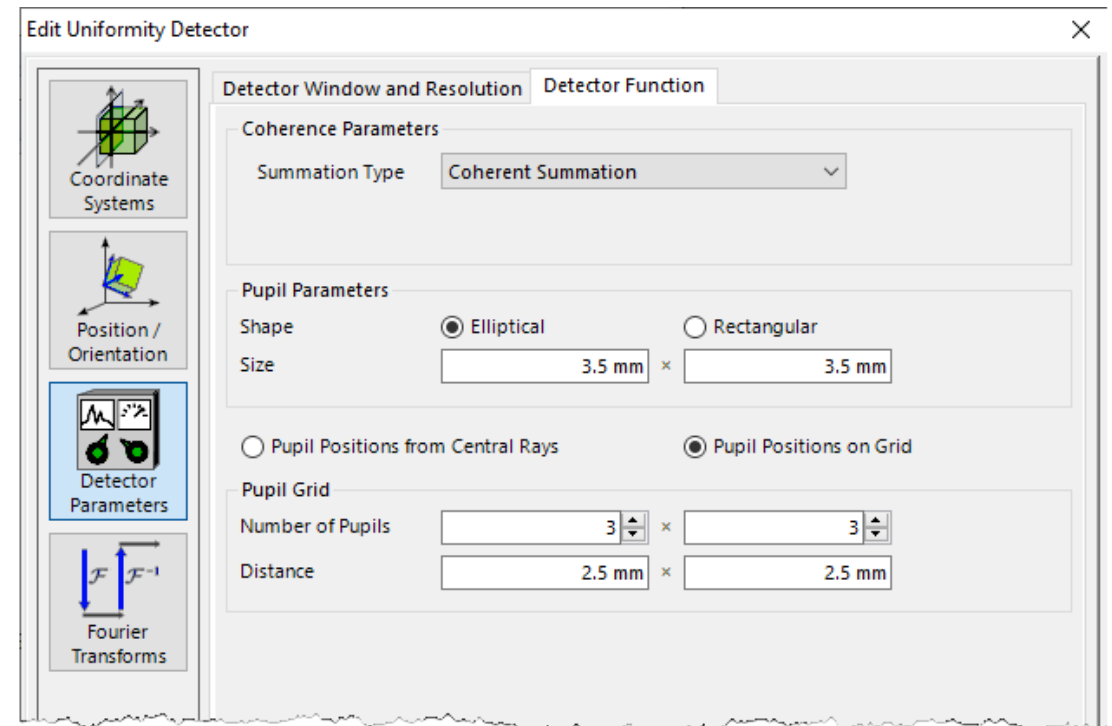 Edit Uniformity Detector
Coordinate
Systems
Position /
Orientation
Detector
Parameters
ℱ ℱ⁻¹
Fourier
Transforms
Detector Window and Resolution Detector Function
Coherence Parameters
Summation Type Coherent Summation
Pupil Parameters
Shape Elliptical Rectangular
Size 3.5 mm × 3.5 mm
Pupil Positions from Central Rays Pupil Positions on Grid
Pupil Grid
Number of Pupils 3 × 3
Distance 2.5 mm × 2.5 mm